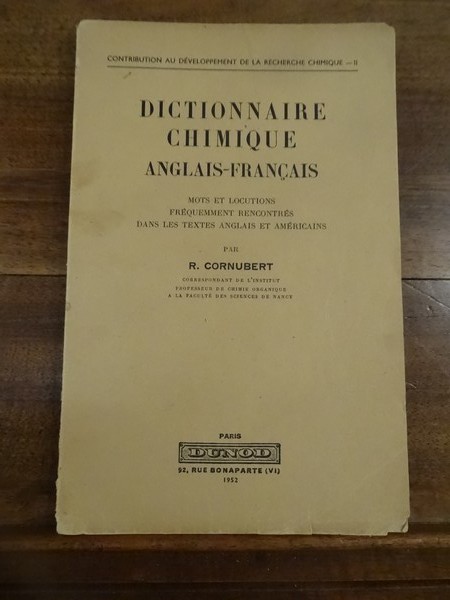 CONTRIBUTION AU DÉVELOPPEMENT DE LA RECHERCHE CHIMIQUE — II
DICTIONNAIRE
CHIMIQUE
ANGLAIS-FRANÇAIS
MOTS ET LOCUTIONS
FRÉQUEMMENT RENCONTRÉS
DANS LES TEXTES ANGLAIS ET AMÉRICAINS
PAR
R. CORNUBERT
CORRESPONDANT DE L'INSTITUT
PROFESSEUR DE CHIMIE ORGANIQUE
A LA FACULTÉ DES SCIENCES DE NANCY
PARIS
DUNOD
92, RUE BONAPARTE (VI)
1952